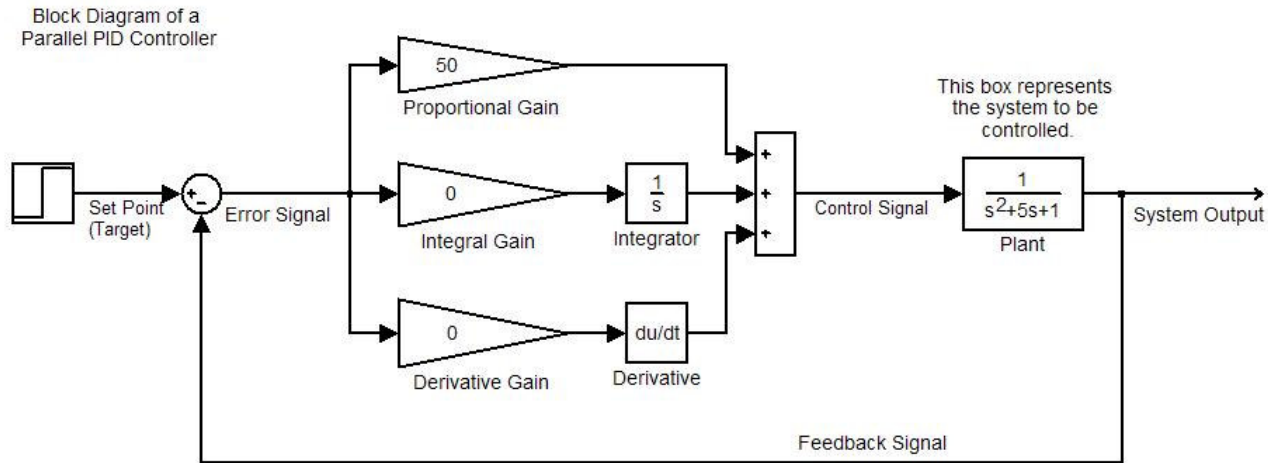 Block Diagram of a
Parallel PID Controller
50
Proportional Gain
This box represents
the system to be
controlled.
+
-
Set Point
(Target)
Error Signal
0
Integral Gain
1
s
Integrator
+
+
+
Control Signal
1
s²+5s+1
Plant
System Output
0
Derivative Gain
du/dt
Derivative
Feedback Signal